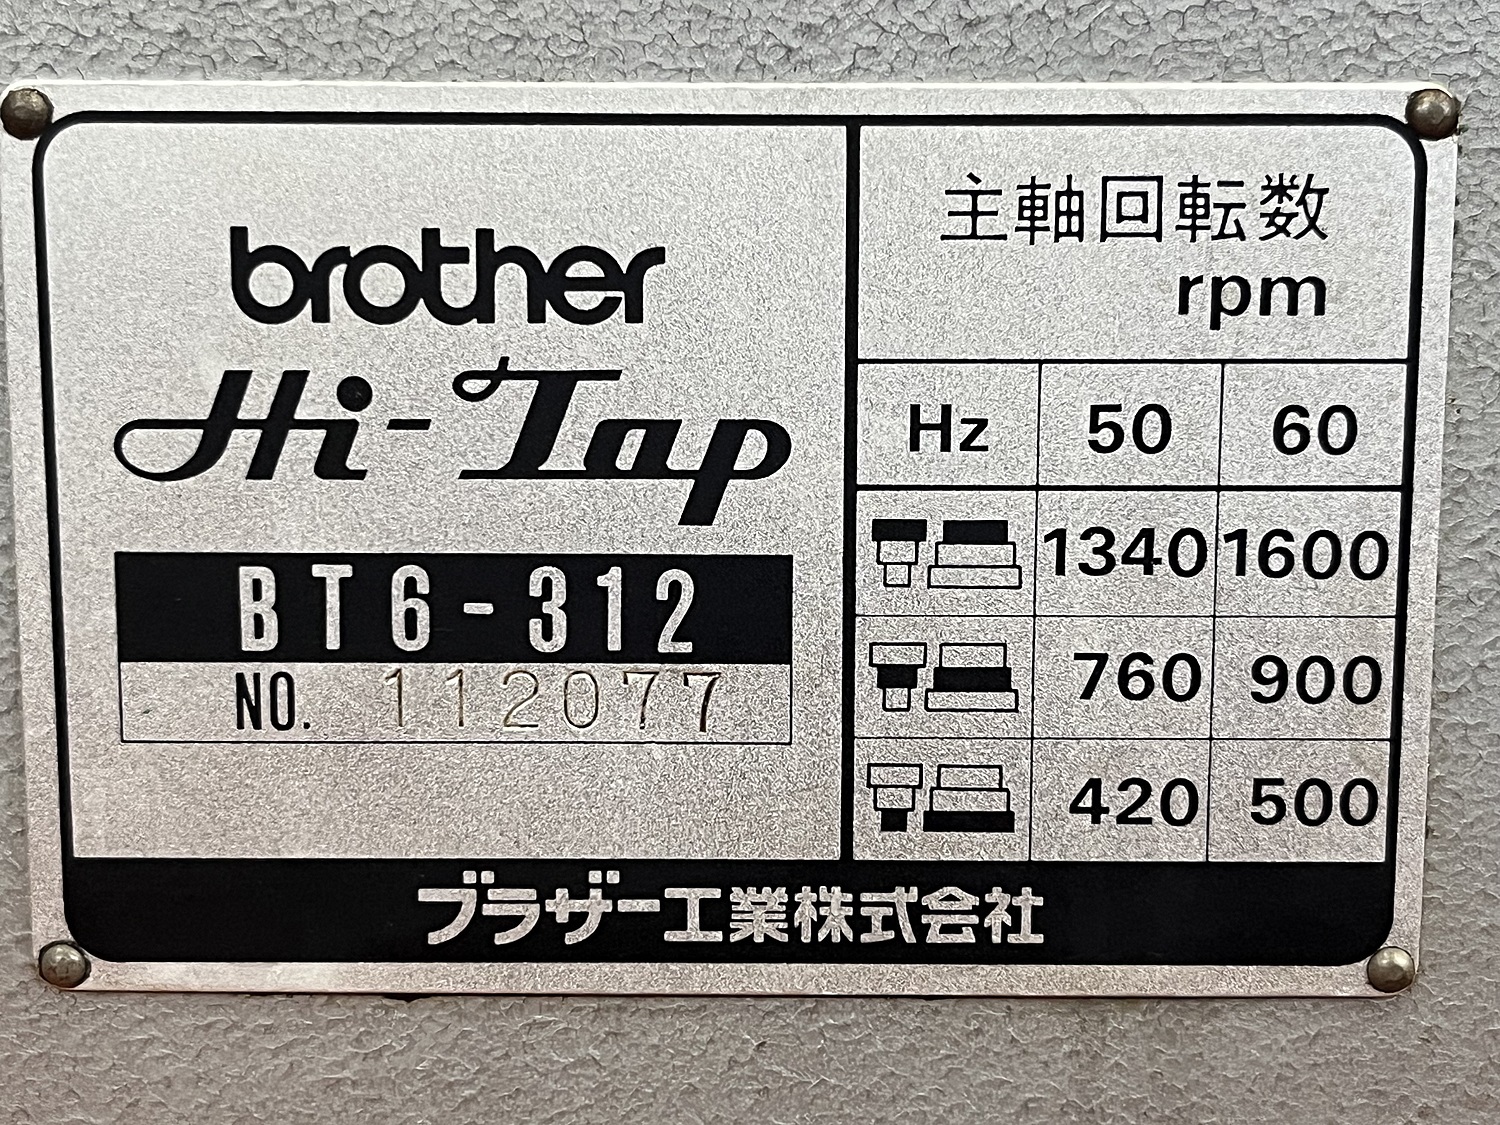 brother
Hi-Tap
BT6-312
NO. 112077
主軸回転数
rpm
Hz 50 60
1340 1600
760 900
420 500
ブラザー工業株式会社